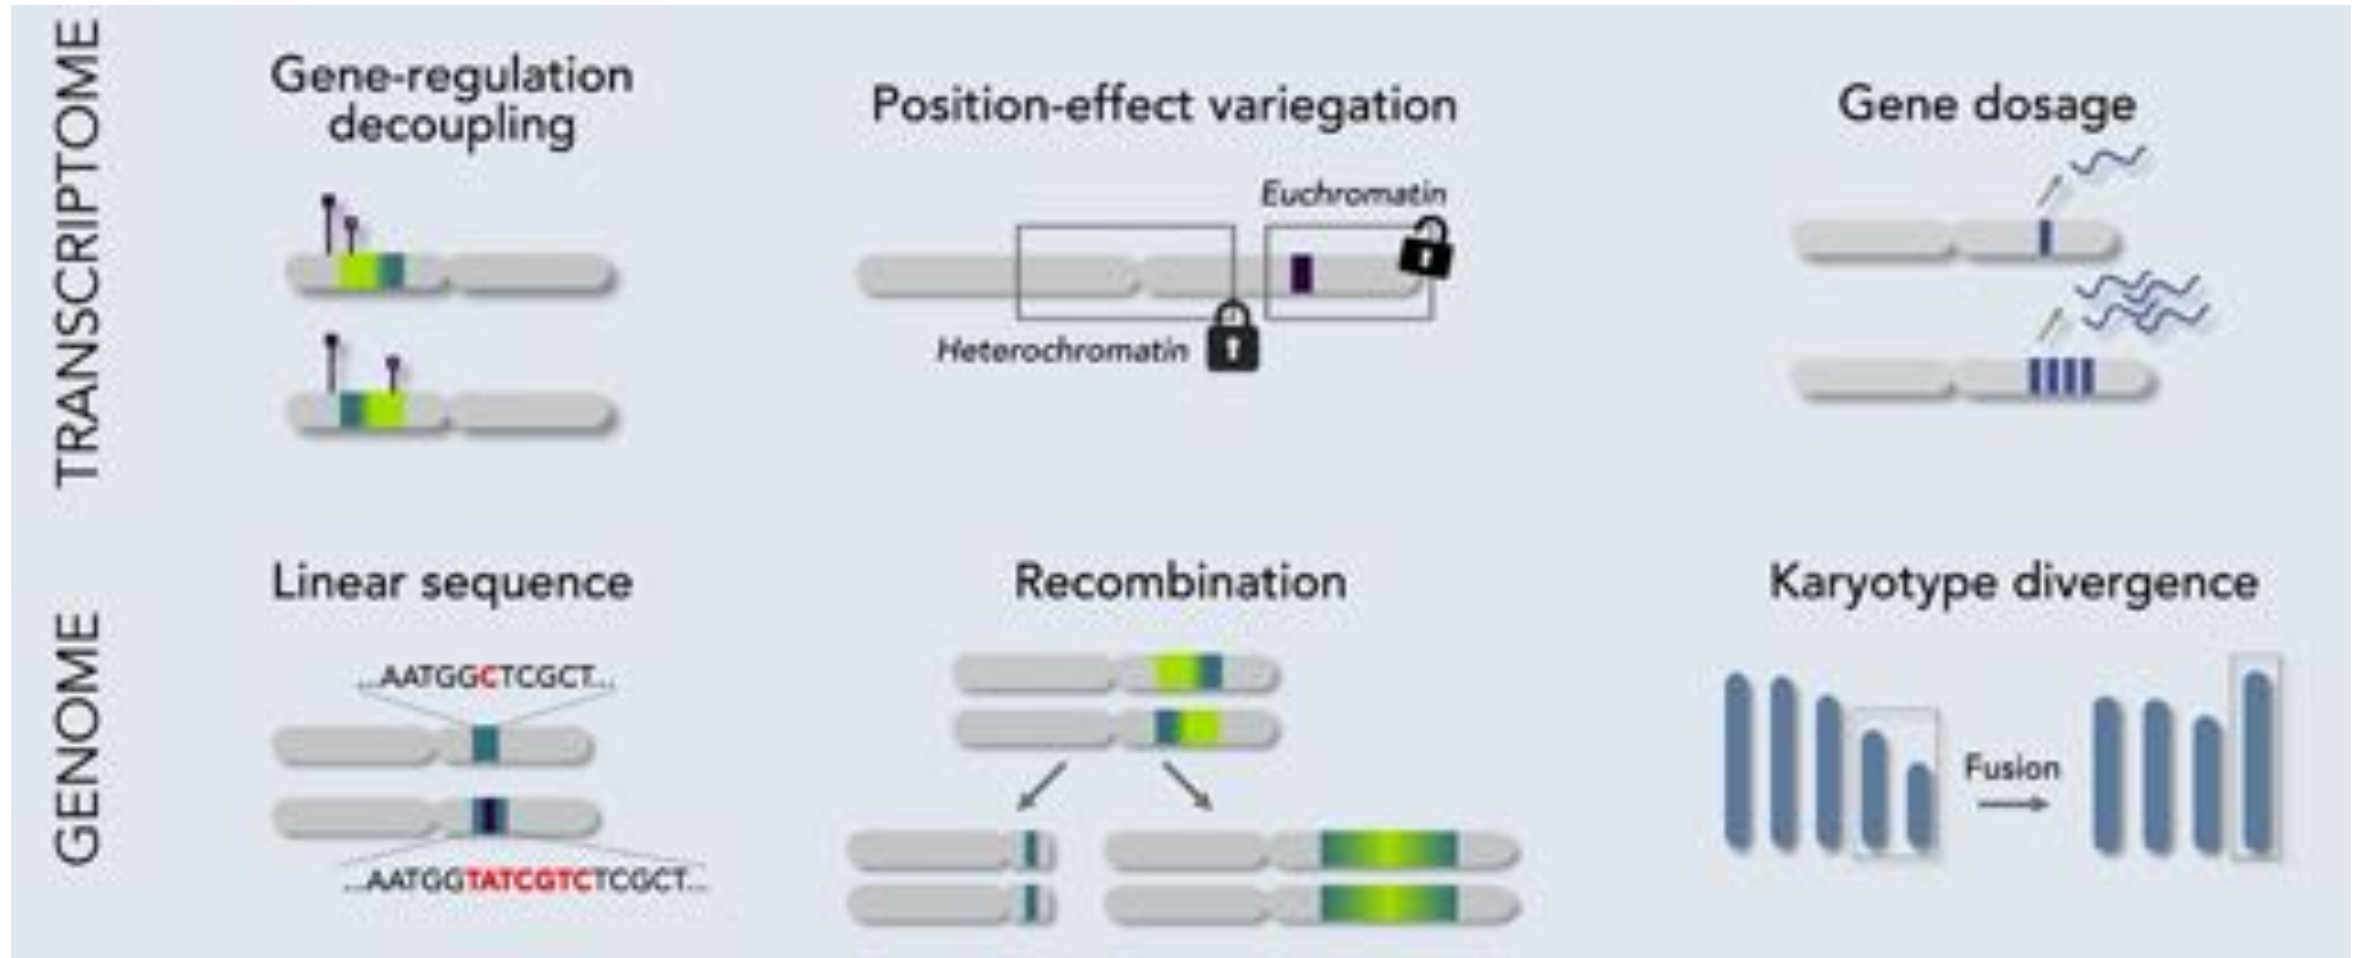 TRANSCRIPTOME
Gene-regulation
decoupling
Position-effect variegation
Euchromatin
Heterochromatin
Gene dosage
GENOME
Linear sequence
...AATGGCTCGCT...
...AATGGTATCGTCTCGCT...
Recombination
Karyotype divergence
Fusion